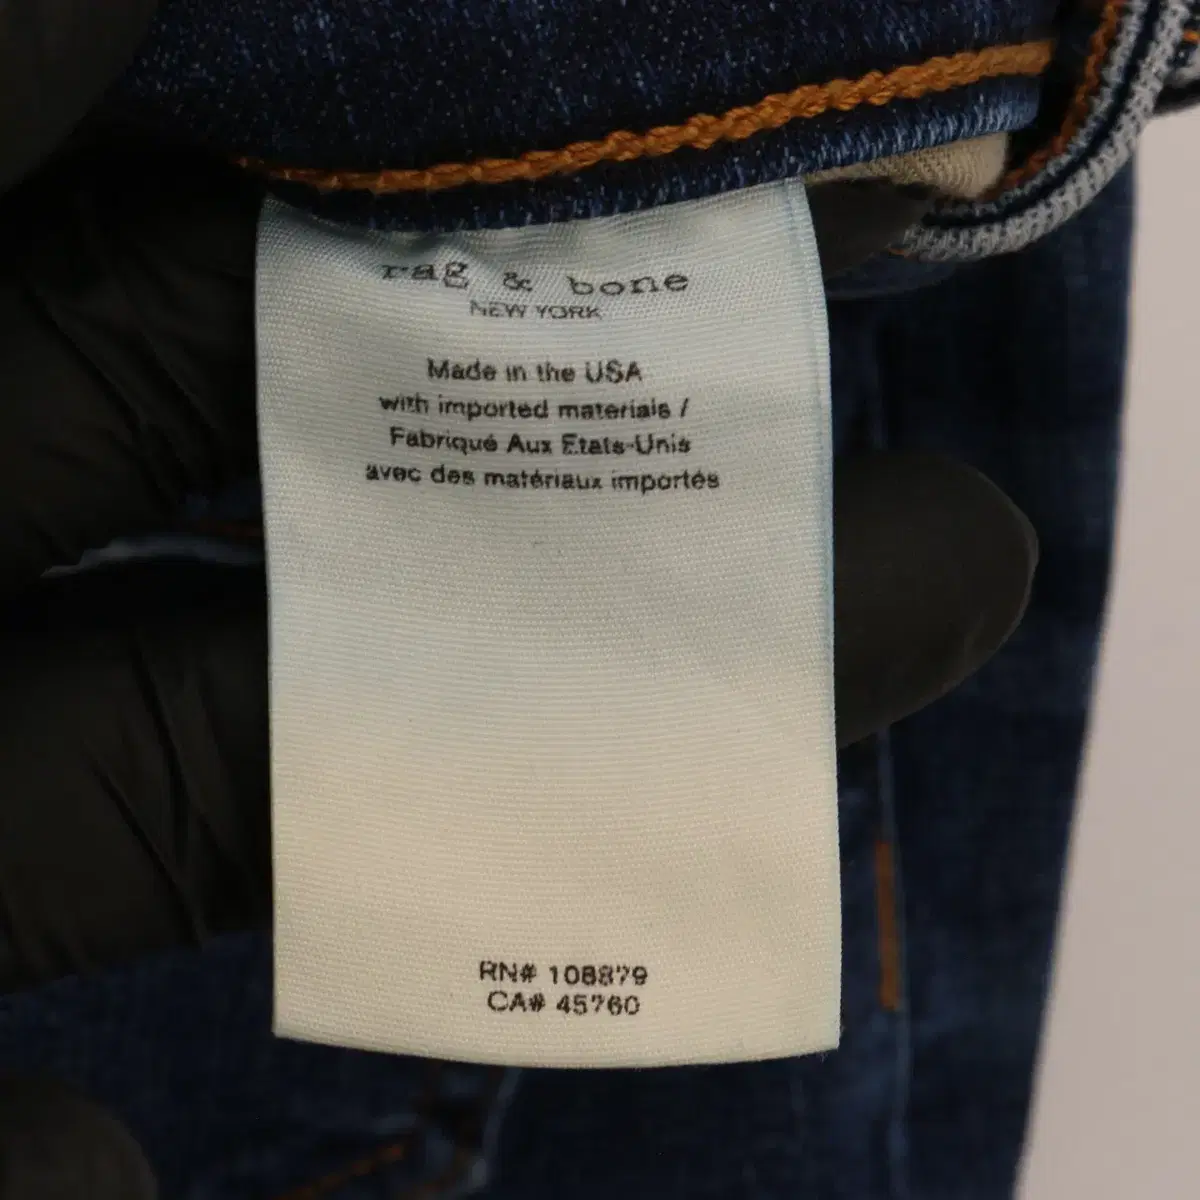 rag & bone
NEW YORK
Made in the USA
with imported materials /
Fabriqué Aux Etats-Unis
avec des matériaux importés
RN# 108879
CA# 45760